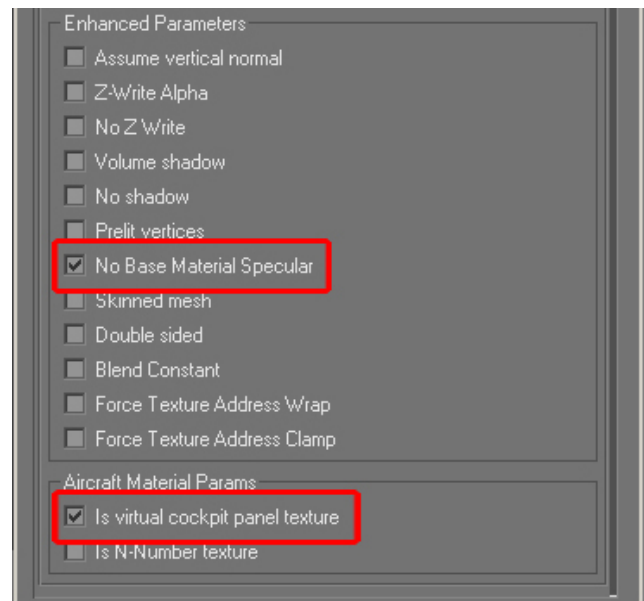 Enhanced Parameters
Assume vertical normal
Z-Write Alpha
No Z Write
Volume shadow
No shadow
Prelit vertices
No Base Material Specular
Skinned mesh
Double sided
Blend Constant
Force Texture Address Wrap
Force Texture Address Clamp
Aircraft Material Params
Is virtual cockpit panel texture
Is N-Number texture